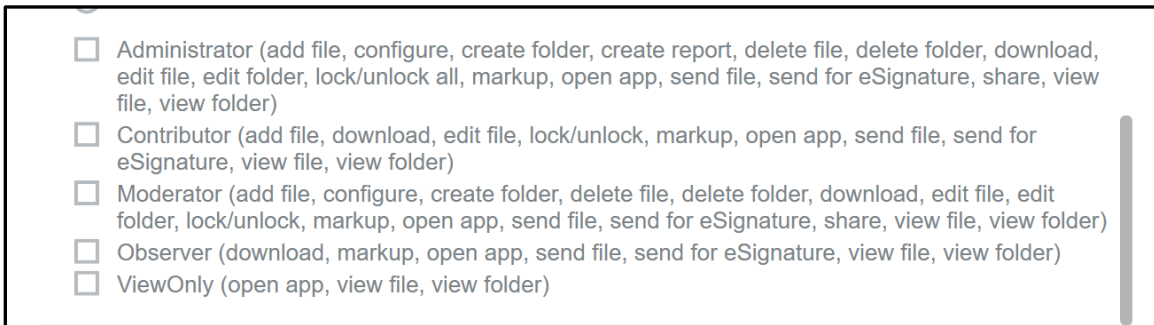 Administrator (add file, configure, create folder, create report, delete file, delete folder, download,
edit file, edit folder, lock/unlock all, markup, open app, send file, send for eSignature, share, view
file, view folder)
Contributor (add file, download, edit file, lock/unlock, markup, open app, send file, send for
eSignature, view file, view folder)
Moderator (add file, configure, create folder, delete file, delete folder, download, edit file, edit
folder, lock/unlock, markup, open app, send file, send for eSignature, share, view file, view folder)
Observer (download, markup, open app, send file, send for eSignature, view file, view folder)
ViewOnly (open app, view file, view folder)